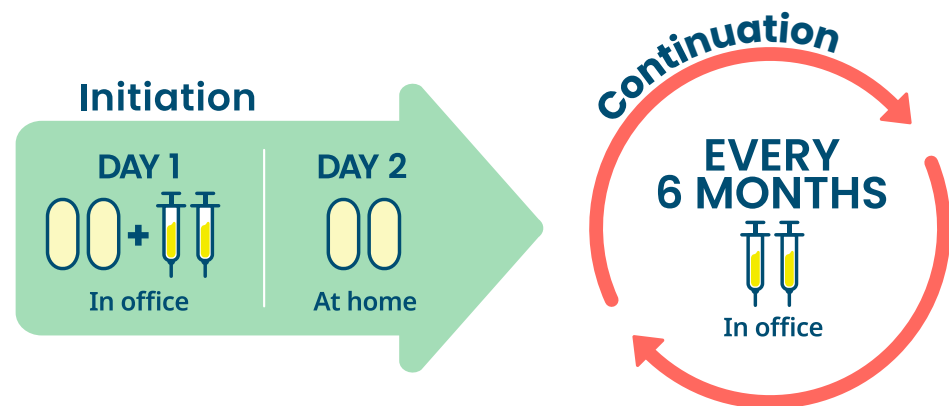 Initiation
DAY 1
+
In office
DAY 2
At home
Continuation
EVERY
6 MONTHS
In office